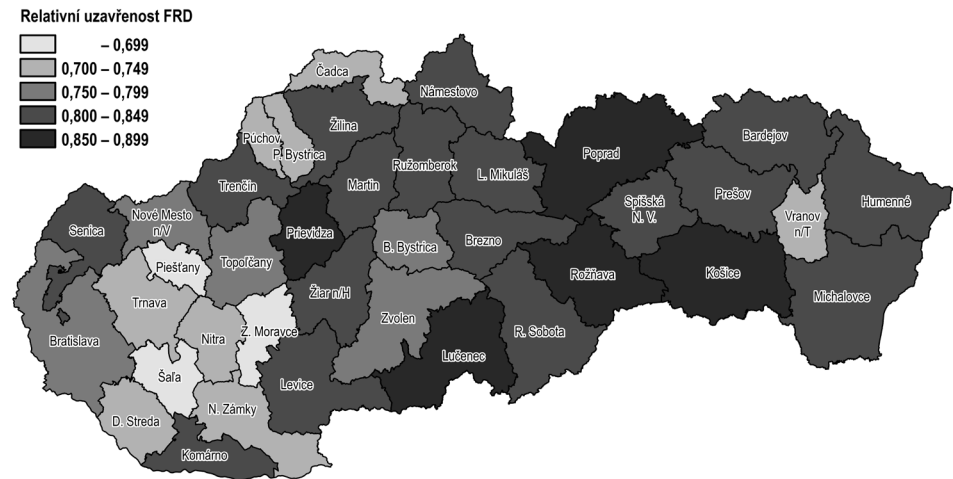 Relativní uzavřenost FRD
– 0,699
0,700 – 0,749
0,750 – 0,799
0,800 – 0,849
0,850 – 0,899
Čadca
Námestovo
Žilina
Púchov
P. Bystrica
Bardejov
Poprad
Ružomberok
L. Mikuláš
Trenčín
Martin
Prešov
Spišská
N. V.
Humenné
Vranov
n/T
Nové Mesto
n/V
Senica
Prievidza
B. Bystrica
Brezno
Piešťany
Topoľčany
Rožňava
Košice
Michalovce
Žiar n/H
Trnava
Zvolen
Z. Moravce
Nitra
R. Sobota
Bratislava
Lučenec
Šaľa
Levice
N. Zámky
D. Streda
Komárno